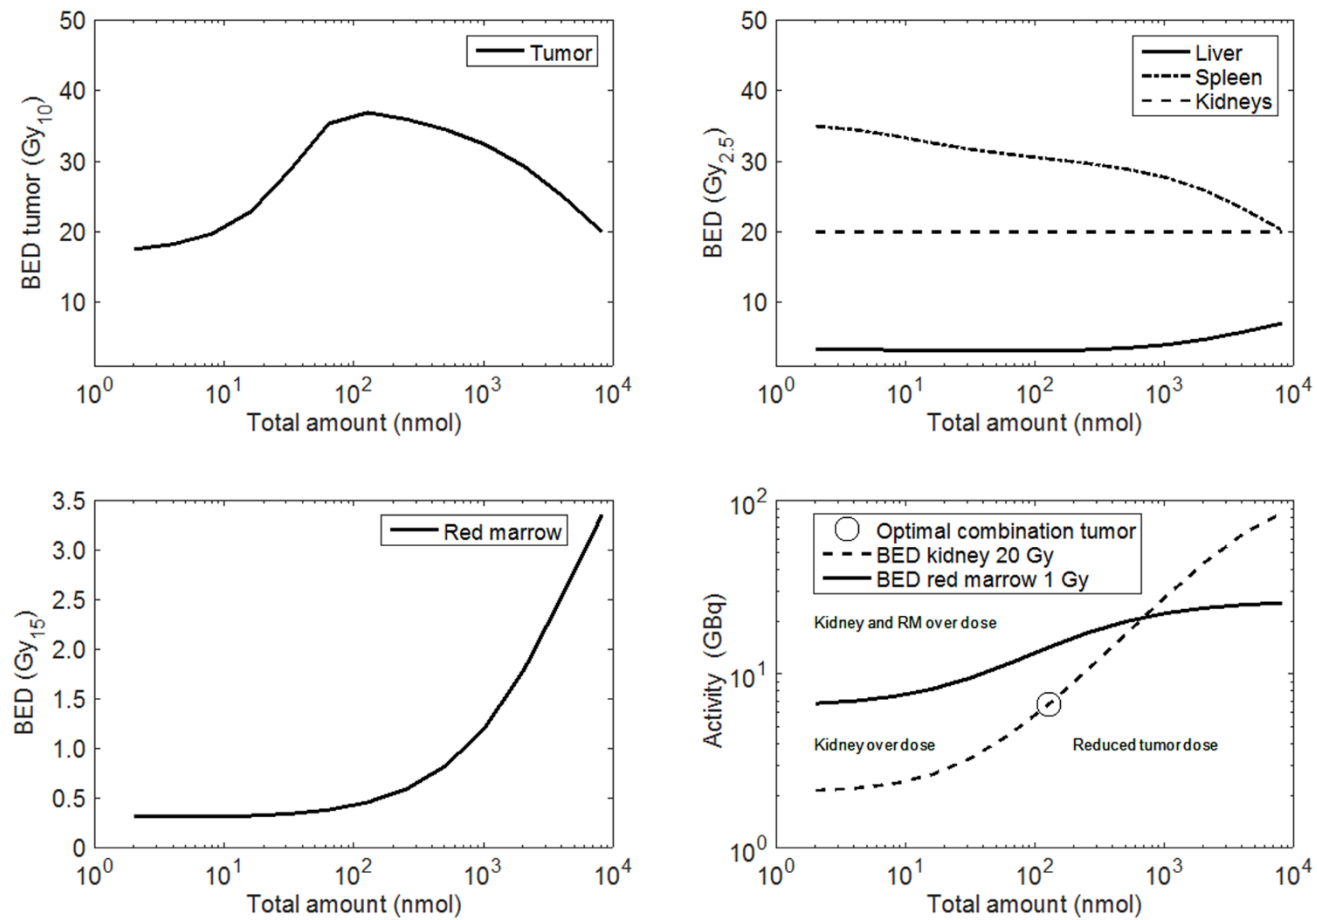 50
40
30
20
10
BED tumor (Gy10)
Tumor
10^0
10^1
10^2
10^3
10^4
Total amount (nmol)
50
40
30
20
10
BED (Gy2.5)
Liver
Spleen
Kidneys
10^0
10^1
10^2
10^3
10^4
Total amount (nmol)
3.5
3.0
2.5
2.0
1.5
1.0
0.5
0
BED (Gy15)
Red marrow
10^0
10^1
10^2
10^3
10^4
Total amount (nmol)
10^2
10^1
10^0
Activity (GBq)
Optimal combination tumor
BED kidney 20 Gy
BED red marrow 1 Gy
Kidney and RM over dose
Kidney over dose
Reduced tumor dose
10^0
10^1
10^2
10^3
10^4
Total amount (nmol)